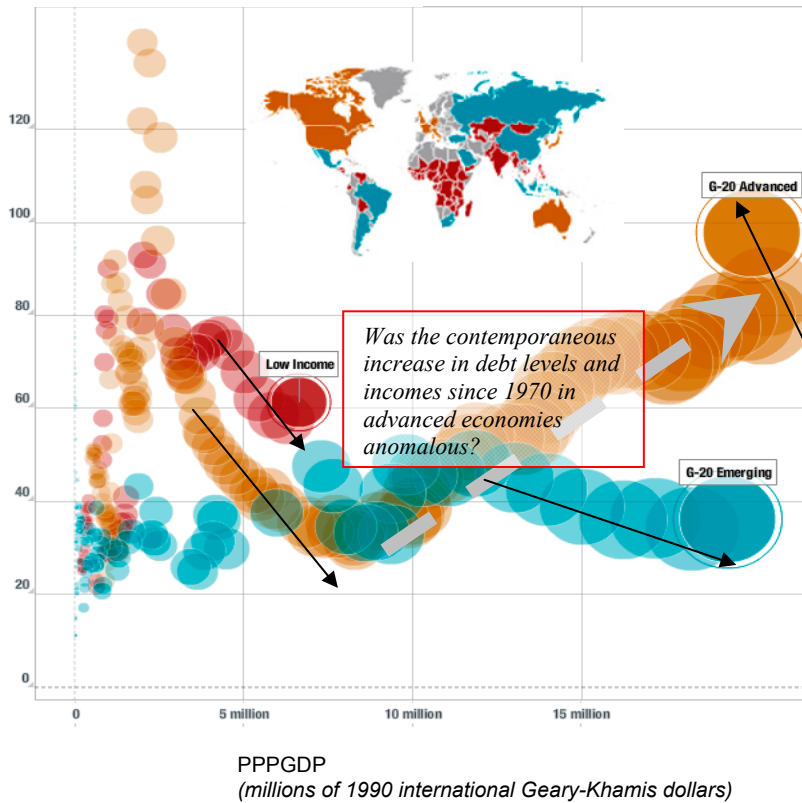 120
100
80
60
40
20
0
G-20 Advanced
Low Income
G-20 Emerging
Was the contemporaneous
increase in debt levels and
incomes since 1970 in
advanced economies
anomalous?
0
5 million
10 million
15 million
PPPGDP
(millions of 1990 international Geary-Khamis dollars)